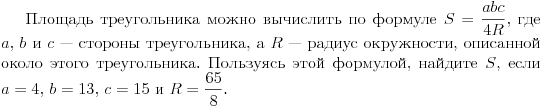 Площадь треугольника можно вычислить по формуле S = \frac{abc}{4R}, где
a, b и c — стороны треугольника, а R — радиус окружности, описанной
около этого треугольника. Пользуясь этой формулой, найдите S, если
a = 4, b = 13, c = 15 и R = \frac{65}{8}.